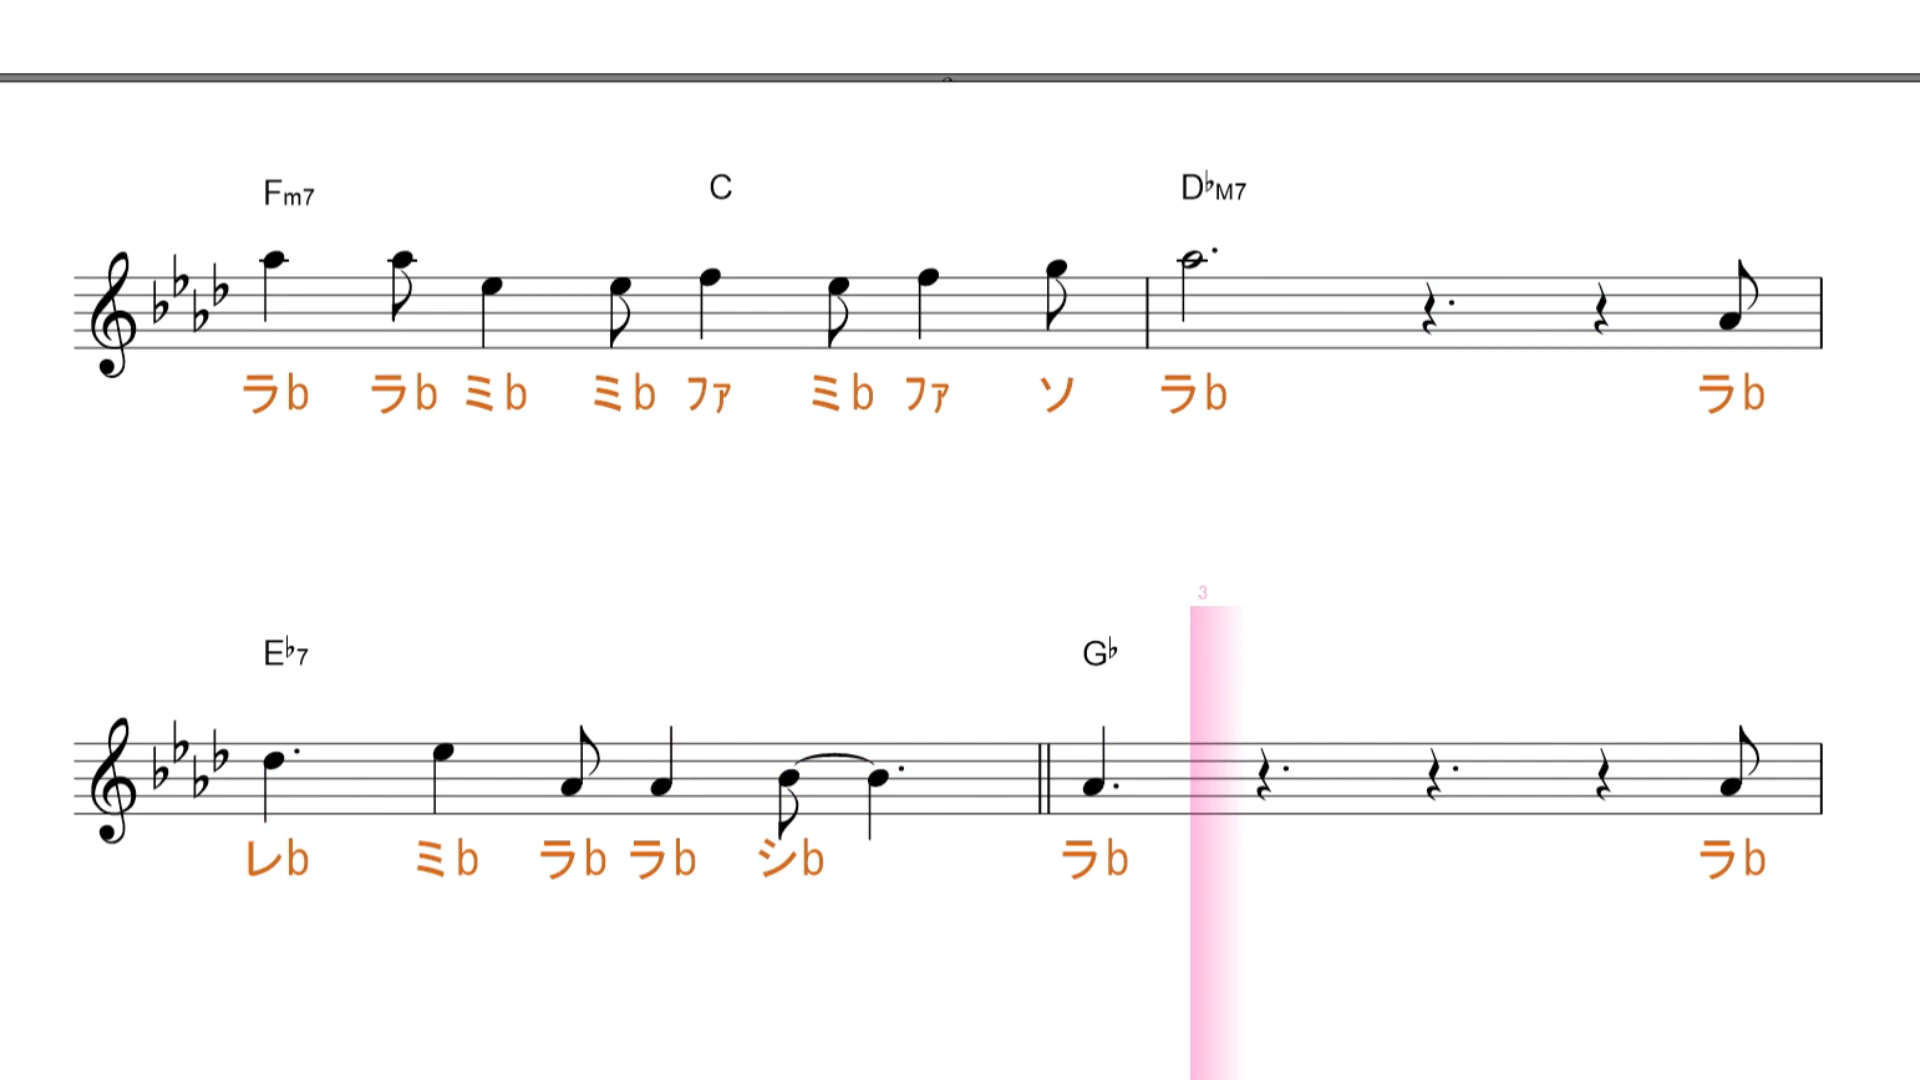 Fm7 C D♭M7
ラb ラb ミb ミb ファ ミb ファ ソ ラb ラb
3
E♭7 G♭
レb ミb ラb ラb シb ラb ラb